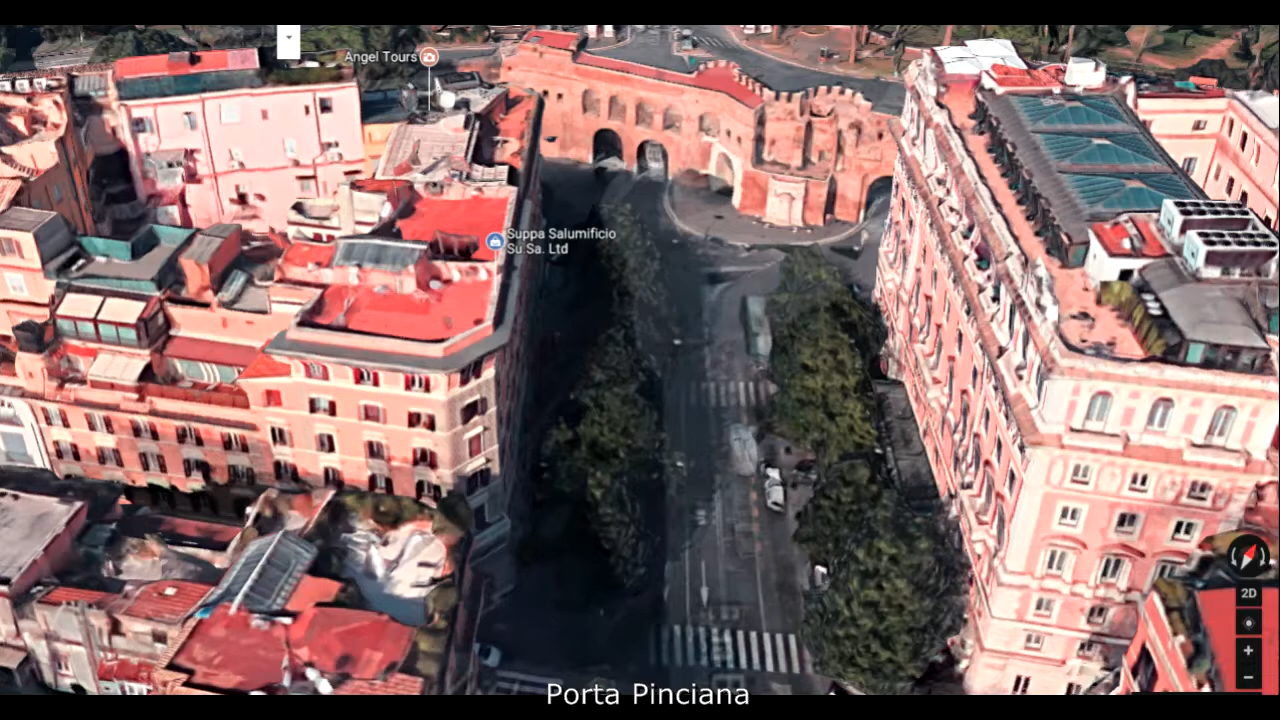 Angel Tours
Suppa Salumificio
Su.Sa. Ltd
2D
Porta Pinciana